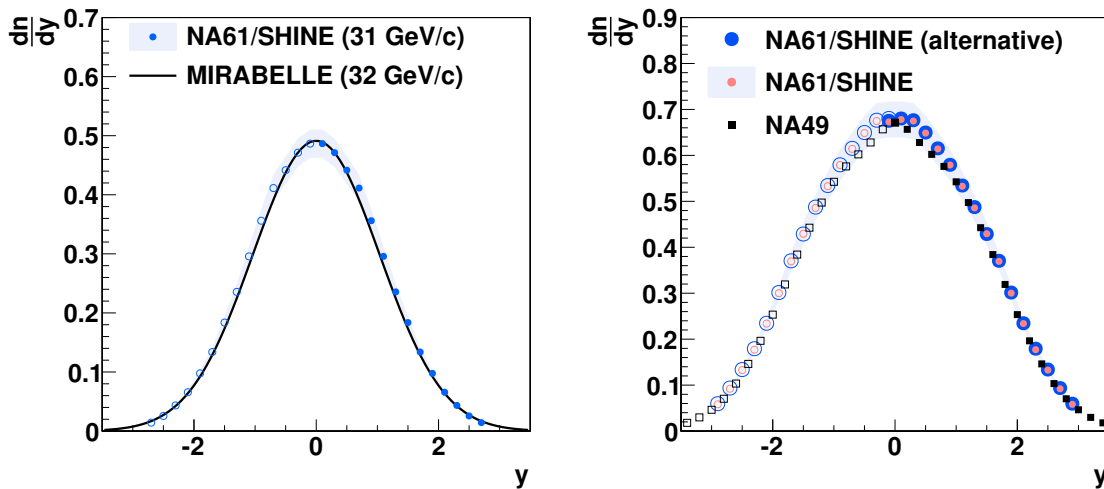 dn
dy
0.7
0.6
0.5
0.4
0.3
0.2
0.1
0
-2
0
2
y
NA61/SHINE (31 GeV/c)
MIRABELLE (32 GeV/c)
dn
dy
0.9
0.8
0.7
0.6
0.5
0.4
0.3
0.2
0.1
0
-2
0
2
y
NA61/SHINE (alternative)
NA61/SHINE
NA49